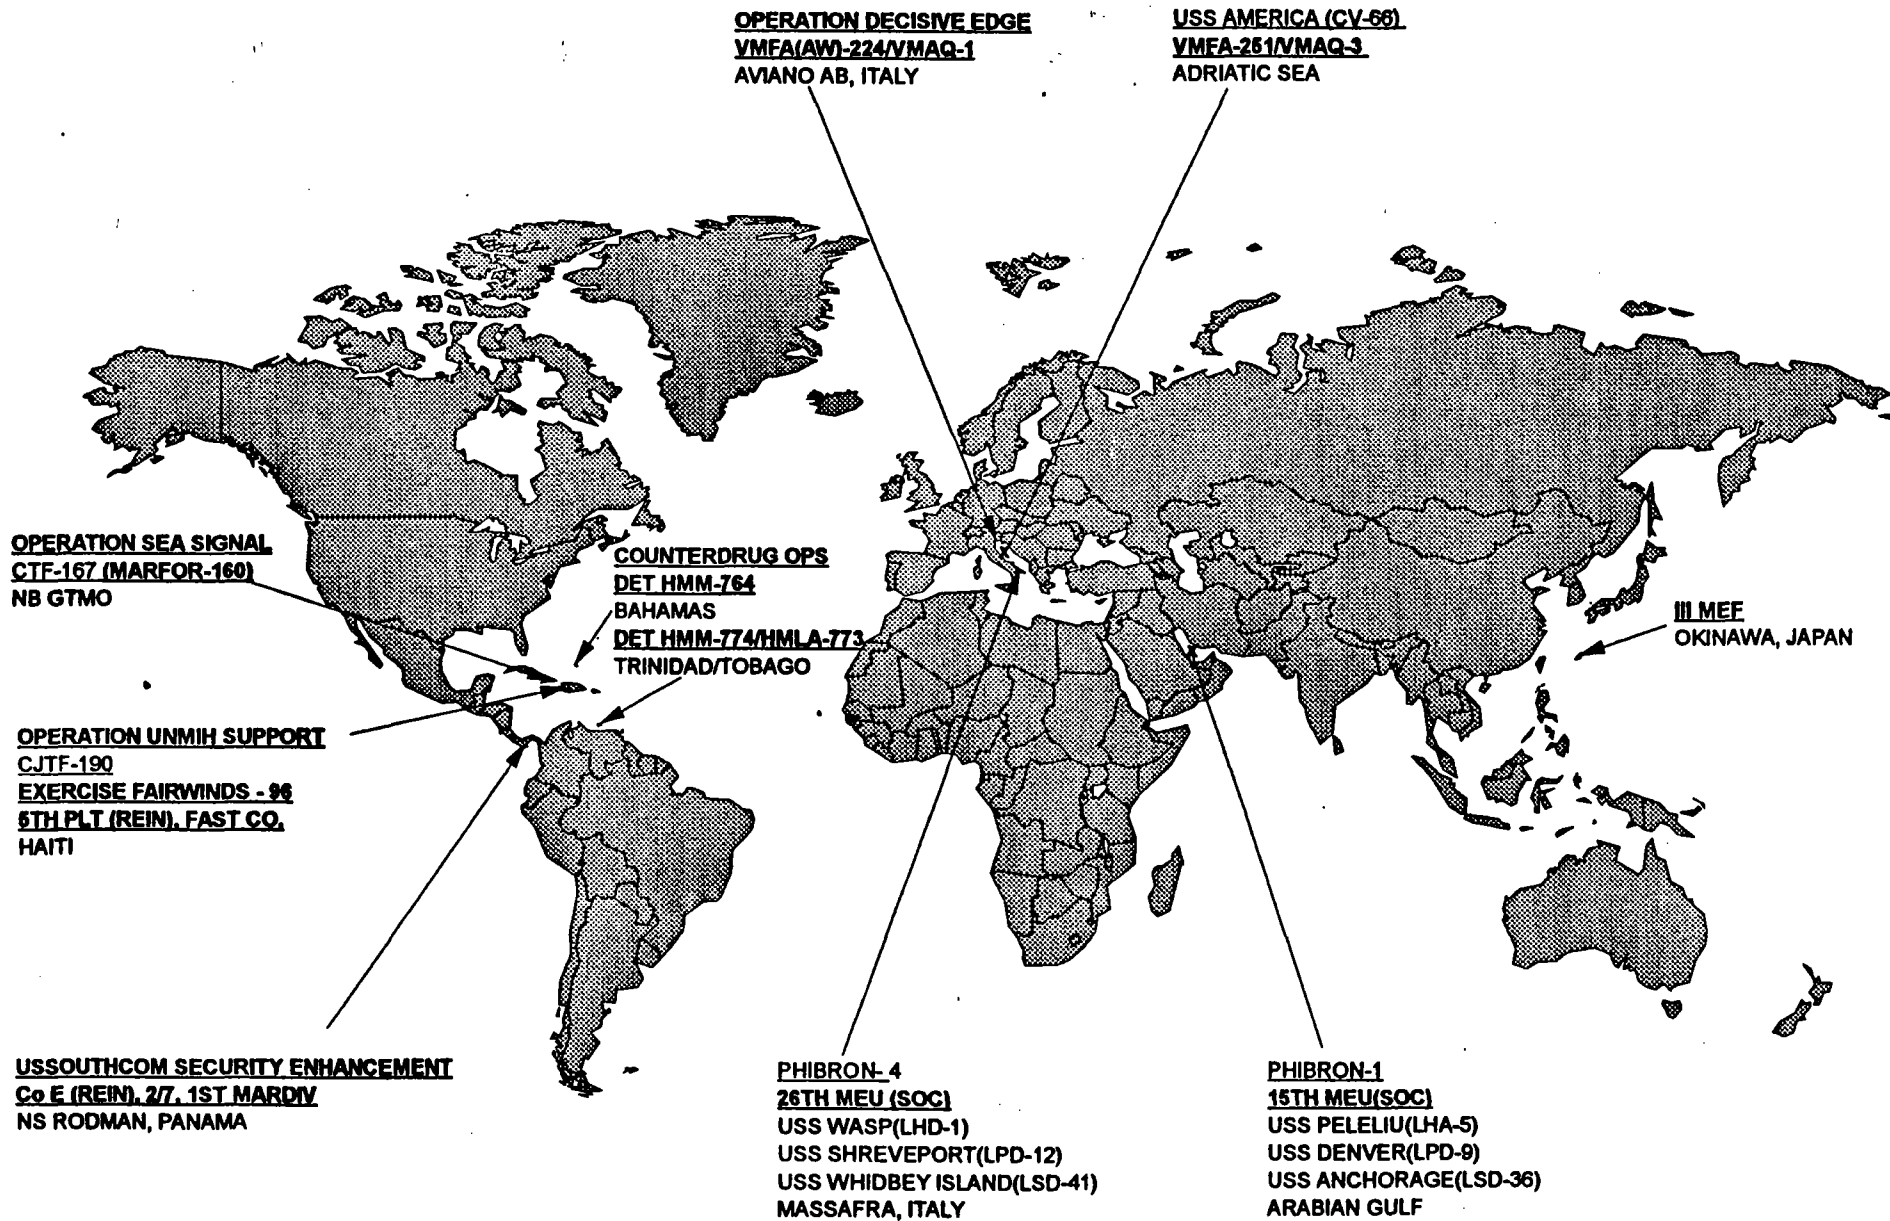 OPERATION DECISIVE EDGE
VMFA(AW)-224/VMAQ-1
AVIANO AB, ITALY
USS AMERICA (CV-66)
VMFA-251/VMAQ-3
ADRIATIC SEA
OPERATION SEA SIGNAL
CTF-167 (MARFOR-160)
NB GTMO
COUNTERDRUG OPS
DET HMM-764
BAHAMAS
DET HMM-774/HMLA-773
TRINIDAD/TOBAGO
III MEF
OKINAWA, JAPAN
OPERATION UNMIH SUPPORT
CJTF-190
EXERCISE FAIRWINDS - 96
5TH PLT (REIN), FAST CO,
HAITI
USSOUTHCOM SECURITY ENHANCEMENT
Co E (REIN), 2/7, 1ST MARDIV
NS RODMAN, PANAMA
PHIBRON- 4
26TH MEU (SOC)
USS WASP(LHD-1)
USS SHREVEPORT(LPD-12)
USS WHIDBEY ISLAND(LSD-41)
MASSAFRA, ITALY
PHIBRON-1
15TH MEU(SOC)
USS PELELIU(LHA-5)
USS DENVER(LPD-9)
USS ANCHORAGE(LSD-36)
ARABIAN GULF